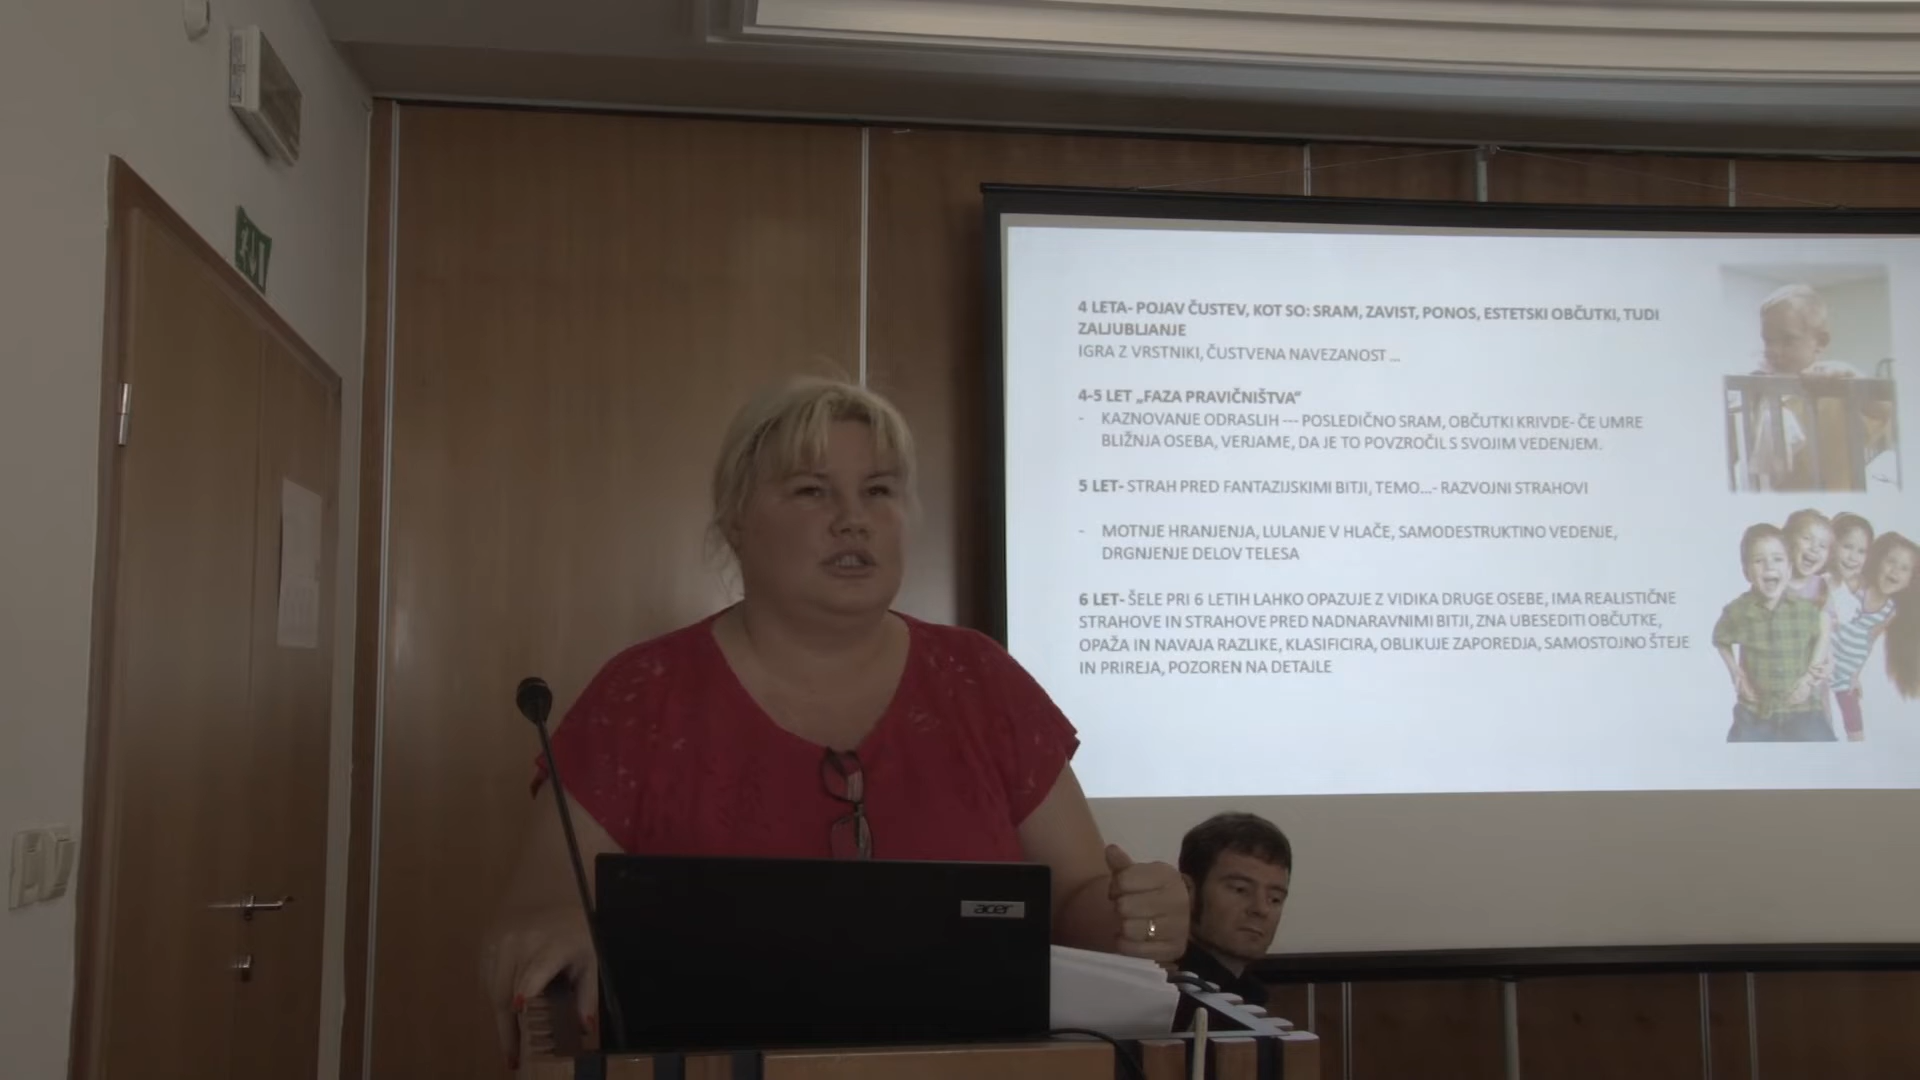 4 LETA- POJAV ČUSTEV, KOT SO: SRAM, ZAVIST, PONOS, ESTETSKI OBČUTKI, TUDI
ZALJUBLJANJE
IGRA Z VRSTNIKI, ČUSTVENA NAVEZANOST ...
4-5 LET „FAZA PRAVIČNIŠTVA“
- KAZNOVANJE ODRASLIH --- POSLEDIČNO SRAM, OBČUTKI KRIVDE- ČE UMRE
BLIŽNJA OSEBA, VERJAME, DA JE TO POVZROČIL S SVOJIM VEDENJEM.
5 LET- STRAH PRED FANTAZIJSKIMI BITJI, TEMO...- RAZVOJNI STRAHOVI
- MOTNJE HRANJENJA, LULANJE V HLAČE, SAMODESTRUKTINO VEDENJE,
DRGNJENJE DELOV TELESA
6 LET- ŠELE PRI 6 LETIH LAHKO OPAZUJE Z VIDIKA DRUGE OSEBE, IMA REALISTIČNE
STRAHOVE IN STRAHOVE PRED NADNARAVNIMI BITJI, ZNA UBESEDITI OBČUTKE,
OPAŽA IN NAVAJA RAZLIKE, KLASIFICIRA, OBLIKUJE ZAPOREDJA, SAMOSTOJNO ŠTEJE
IN PRIREJA, POZOREN NA DETAJLE
acer